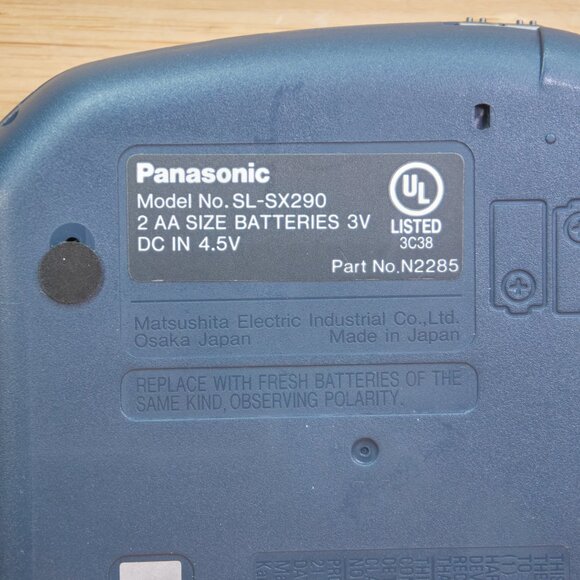 Panasonic
Model No. SL-SX290
2 AA SIZE BATTERIES 3V
DC IN 4.5V
UL
LISTED
3C38
Part No.N2285
Matsushita Electric Industrial Co.,Ltd.
Osaka Japan Made in Japan
REPLACE WITH FRESH BATTERIES OF THE
SAME KIND, OBSERVING POLARITY.